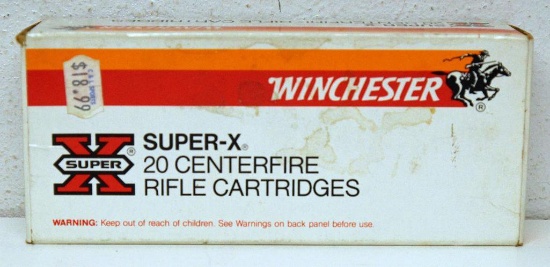 $18.99
WINCHESTER
®
X
SUPER
®
SUPER-X®
20 CENTERFIRE
RIFLE CARTRIDGES
WARNING: Keep out of reach of children. See Warnings on back panel before use.